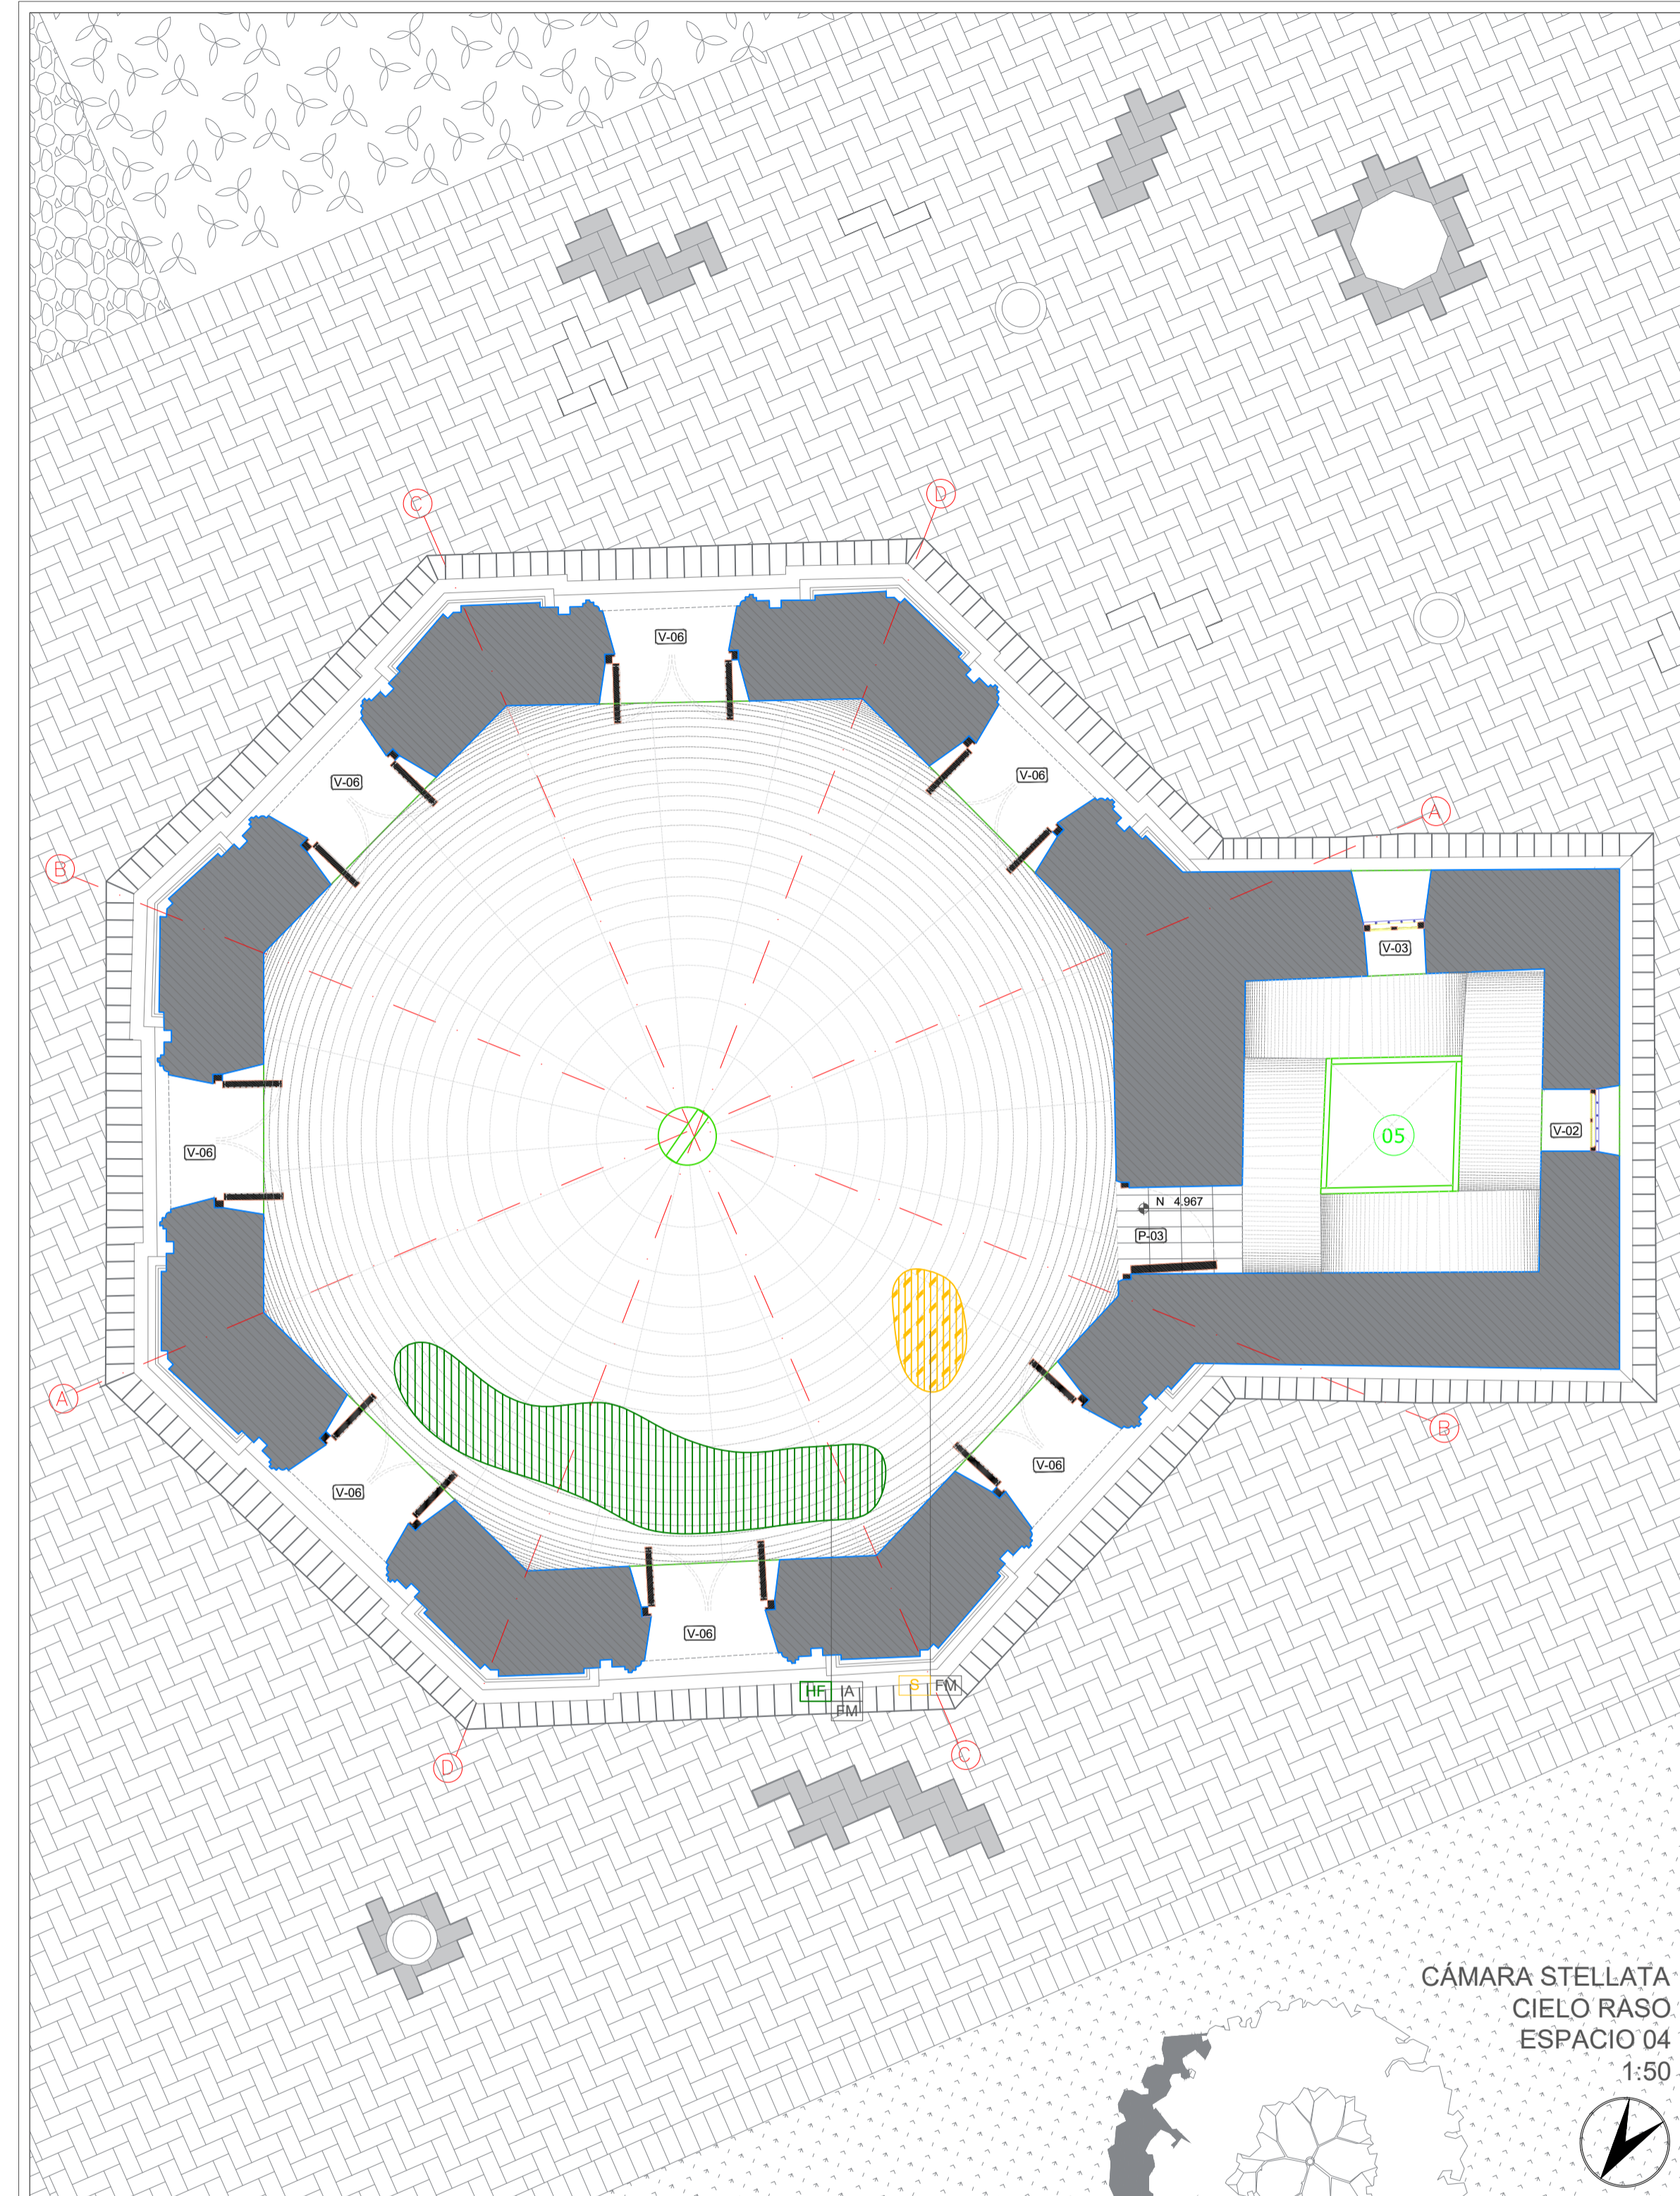 C
D
V-06
V-06
V-06
A
B
V-03
V-06
05
V-02
N 4.967
P-03
A
B
V-06
V-06
V-06
HF IA
FM
S FM
D
C
CÁMARA STELLATA
CIELO RASO
ESPACIO 04
1:50